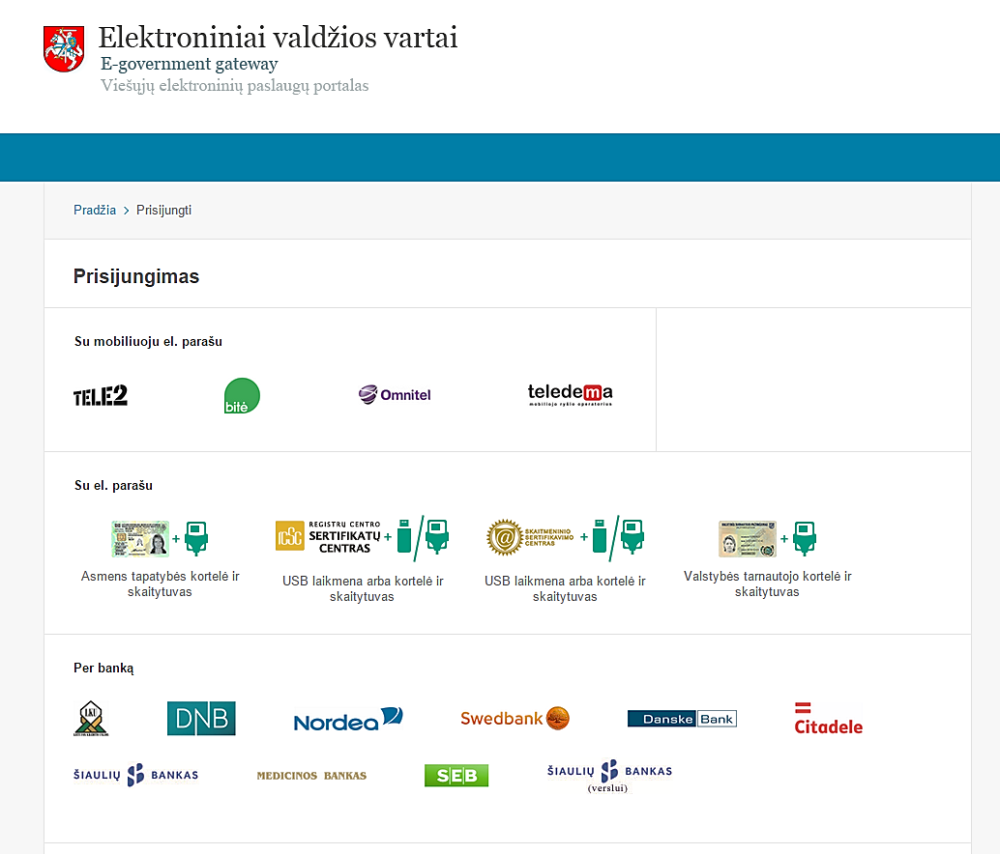 Elektroniniai valdžios vartai
E-government gateway
Viešųjų elektroninių paslaugų portalas
Pradžia > Prisijungti
Prisijungimas
Su mobiliuoju el. parašu
TELE2
bitė
Omnitel
teledema
mobiliojo ryšio operatorius
Su el. parašu
REGISTRŲ CENTRO
SERTIFIKATŲ
CENTRAS
SKAITMENINIO
SERTIFIKAVIMO
CENTRAS
Asmens tapatybės kortelė ir
skaitytuvas
USB laikmena arba kortelė ir
skaitytuvas
USB laikmena arba kortelė ir
skaitytuvas
Valstybės tarnautojo kortelė ir
skaitytuvas
Per banką
LKU
DNB
Nordea
Swedbank
Danske Bank
Citadele
ŠIAULIŲ BANKAS
MEDICINOS BANKAS
SEB
ŠIAULIŲ BANKAS
(verslui)